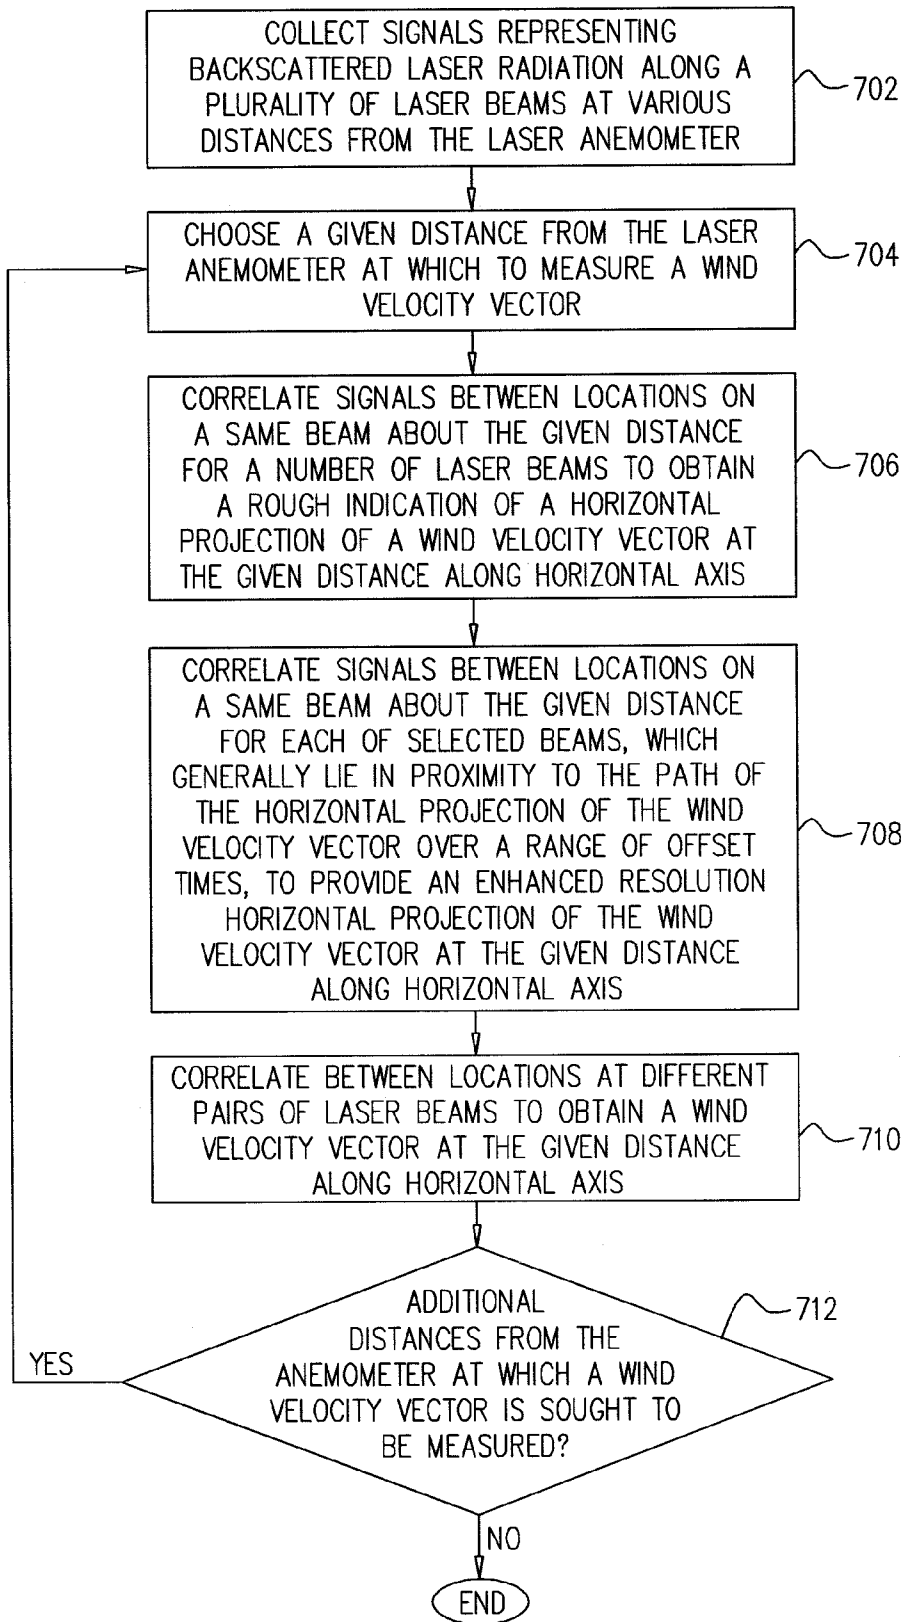 COLLECT SIGNALS REPRESENTING
BACKSCATTERED LASER RADIATION ALONG A
PLURALITY OF LASER BEAMS AT VARIOUS
DISTANCES FROM THE LASER ANEMOMETER
702
CHOOSE A GIVEN DISTANCE FROM THE LASER
ANEMOMETER AT WHICH TO MEASURE A WIND
VELOCITY VECTOR
704
CORRELATE SIGNALS BETWEEN LOCATIONS ON
A SAME BEAM ABOUT THE GIVEN DISTANCE
FOR A NUMBER OF LASER BEAMS TO OBTAIN
A ROUGH INDICATION OF A HORIZONTAL
PROJECTION OF A WIND VELOCITY VECTOR AT
THE GIVEN DISTANCE ALONG HORIZONTAL AXIS
706
CORRELATE SIGNALS BETWEEN LOCATIONS ON
A SAME BEAM ABOUT THE GIVEN DISTANCE
FOR EACH OF SELECTED BEAMS, WHICH
GENERALLY LIE IN PROXIMITY TO THE PATH OF
THE HORIZONTAL PROJECTION OF THE WIND
VELOCITY VECTOR OVER A RANGE OF OFFSET
TIMES, TO PROVIDE AN ENHANCED RESOLUTION
HORIZONTAL PROJECTION OF THE WIND
VELOCITY VECTOR AT THE GIVEN DISTANCE
ALONG HORIZONTAL AXIS
708
CORRELATE BETWEEN LOCATIONS AT DIFFERENT
PAIRS OF LASER BEAMS TO OBTAIN A WIND
VELOCITY VECTOR AT THE GIVEN DISTANCE
ALONG HORIZONTAL AXIS
710
ADDITIONAL
DISTANCES FROM THE
ANEMOMETER AT WHICH A WIND
VELOCITY VECTOR IS SOUGHT TO
BE MEASURED?
712
YES
NO
END